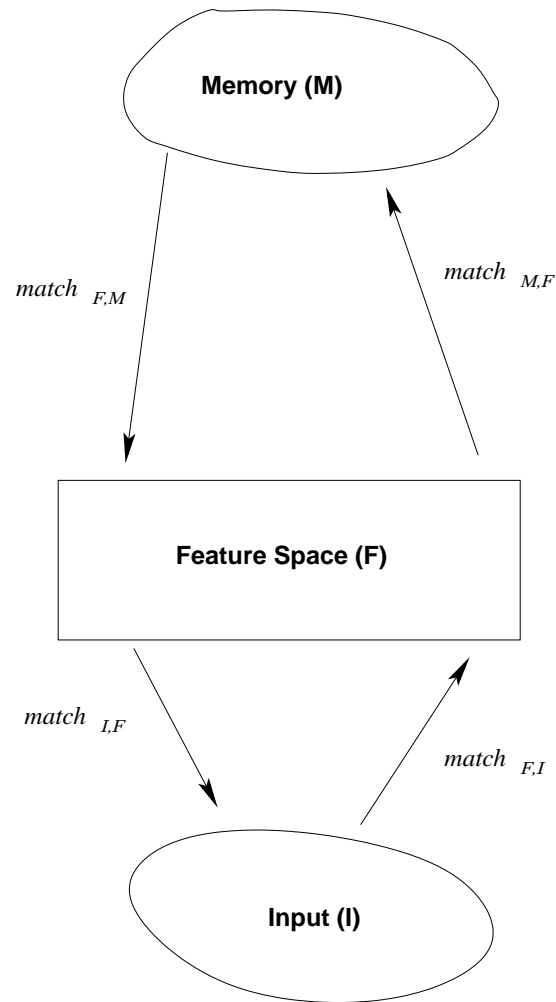 Memory (M)
match F,M
match M,F
Feature Space (F)
match I,F
match F,I
Input (I)